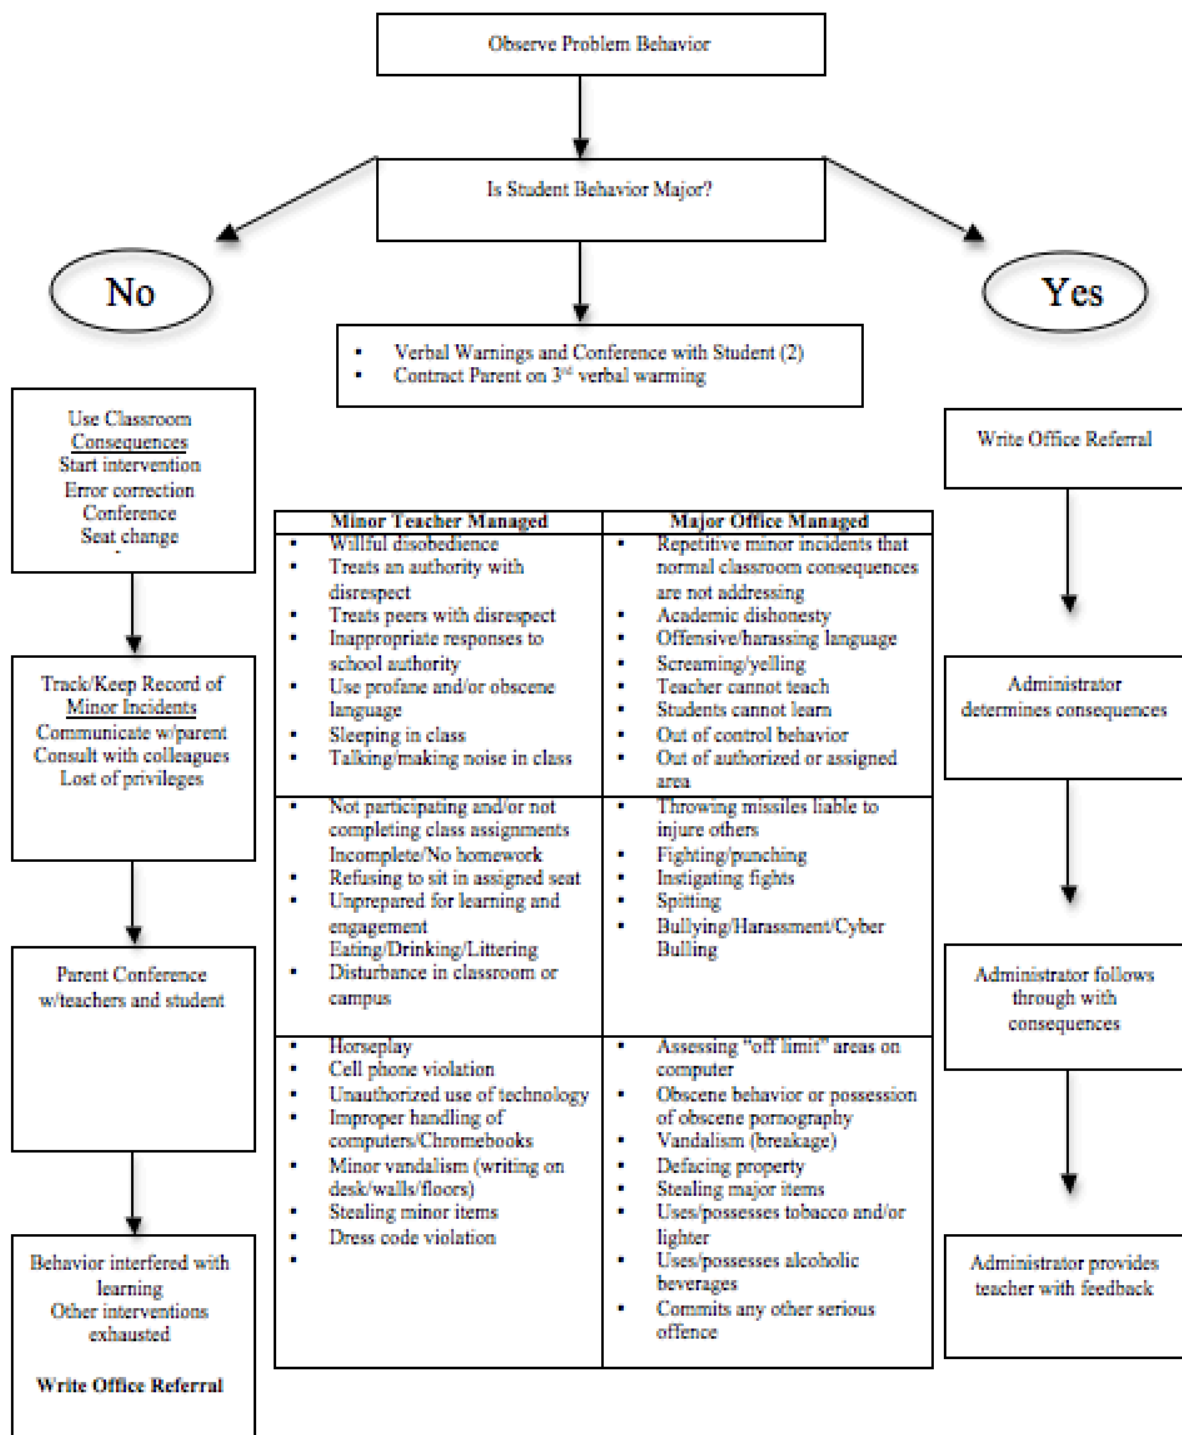 Observe Problem Behavior
Is Student Behavior Major?
No
Yes
▪ Verbal Warnings and Conference with Student (2)
▪ Contract Parent on 3rd verbal warming
Use Classroom
Consequences
Start intervention
Error correction
Conference
Seat change
Track/Keep Record of
Minor Incidents
Communicate w/parent
Consult with colleagues
Lost of privileges
Parent Conference
w/teachers and student
Behavior interfered with
learning
Other interventions
exhausted
Write Office Referral
Minor Teacher Managed
▪ Willful disobedience
▪ Treats an authority with
disrespect
▪ Treats peers with disrespect
▪ Inappropriate responses to
school authority
▪ Use profane and/or obscene
language
▪ Sleeping in class
▪ Talking/making noise in class
▪ Not participating and/or not
completing class assignments
Incomplete/No homework
▪ Refusing to sit in assigned seat
▪ Unprepared for learning and
engagement
Eating/Drinking/Littering
▪ Disturbance in classroom or
campus
▪ Horseplay
▪ Cell phone violation
▪ Unauthorized use of technology
▪ Improper handling of
computers/Chromebooks
▪ Minor vandalism (writing on
desk/walls/floors)
▪ Stealing minor items
▪ Dress code violation
▪
Major Office Managed
▪ Repetitive minor incidents that
normal classroom consequences
are not addressing
▪ Academic dishonesty
▪ Offensive/harassing language
▪ Screaming/yelling
▪ Teacher cannot teach
▪ Students cannot learn
▪ Out of control behavior
▪ Out of authorized or assigned
area
▪ Throwing missiles liable to
injure others
▪ Fighting/punching
▪ Instigating fights
▪ Spitting
▪ Bullying/Harassment/Cyber
Bulling
▪ Assessing “off limit” areas on
computer
▪ Obscene behavior or possession
of obscene pornography
▪ Vandalism (breakage)
▪ Defacing property
▪ Stealing major items
▪ Uses/possesses tobacco and/or
lighter
▪ Uses/possesses alcoholic
beverages
▪ Commits any other serious
offence
Write Office Referral
Administrator
determines consequences
Administrator follows
through with
consequences
Administrator provides
teacher with feedback